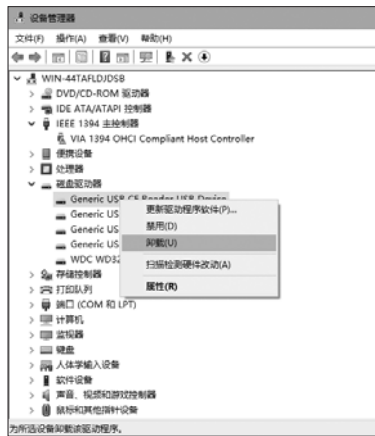 设备管理器
文件(F) 操作(A) 查看(V) 帮助(H)
WIN-44TAFLDJDSB
DVD/CD-ROM 驱动器
IDE ATA/ATAPI 控制器
IEEE 1394 主控制器
VIA 1394 OHCI Compliant Host Controller
便携设备
处理器
磁盘驱动器
Generic USB CF Reader USB Device
Generic US
更新驱动程序软件(P)...
Generic US
禁用(D)
Generic US
卸载(U)
WDC WD32
扫描检测硬件改动(A)
存储控制器
属性(R)
打印队列
端口 (COM 和 LPT)
计算机
监视器
键盘
人体学输入设备
软件设备
声音、视频和游戏控制器
鼠标和其他指针设备
为所选设备卸载该驱动程序。